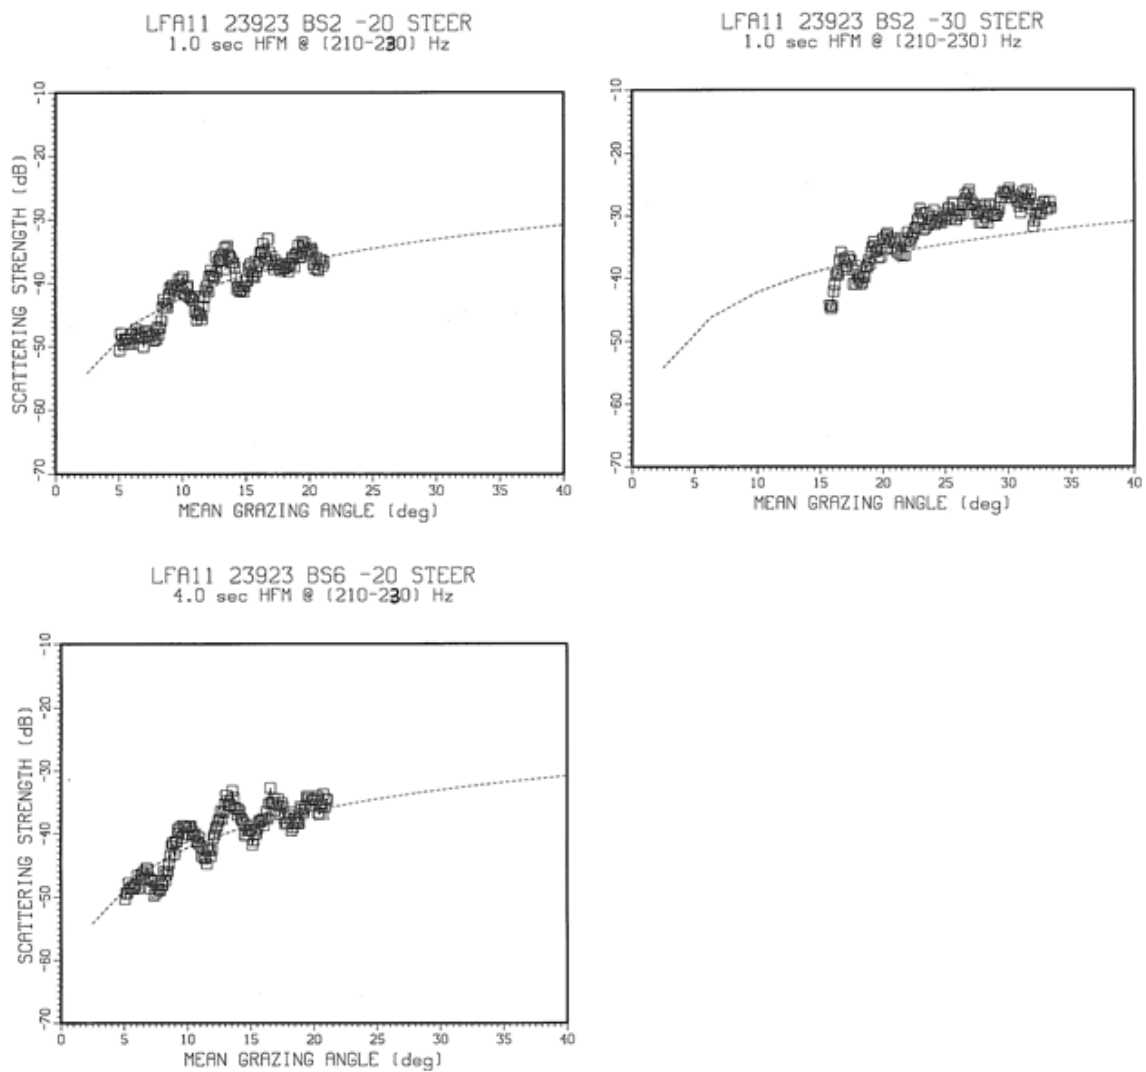 LFA11 23923 BS2 -20 STEER
1.0 sec HFM @ (210-230) Hz
SCATTERING STRENGTH (dB)
-10
-20
-30
-40
-50
-60
-70
0 5 10 15 20 25 30 35 40
MEAN GRAZING ANGLE (deg)
LFA11 23923 BS2 -30 STEER
1.0 sec HFM @ (210-230) Hz
SCATTERING STRENGTH (dB)
-10
-20
-30
-40
-50
-60
-70
0 5 10 15 20 25 30 35 40
MEAN GRAZING ANGLE (deg)
LFA11 23923 BS6 -20 STEER
4.0 sec HFM @ (210-230) Hz
SCATTERING STRENGTH (dB)
-10
-20
-30
-40
-50
-60
-70
0 5 10 15 20 25 30 35 40
MEAN GRAZING ANGLE (deg)